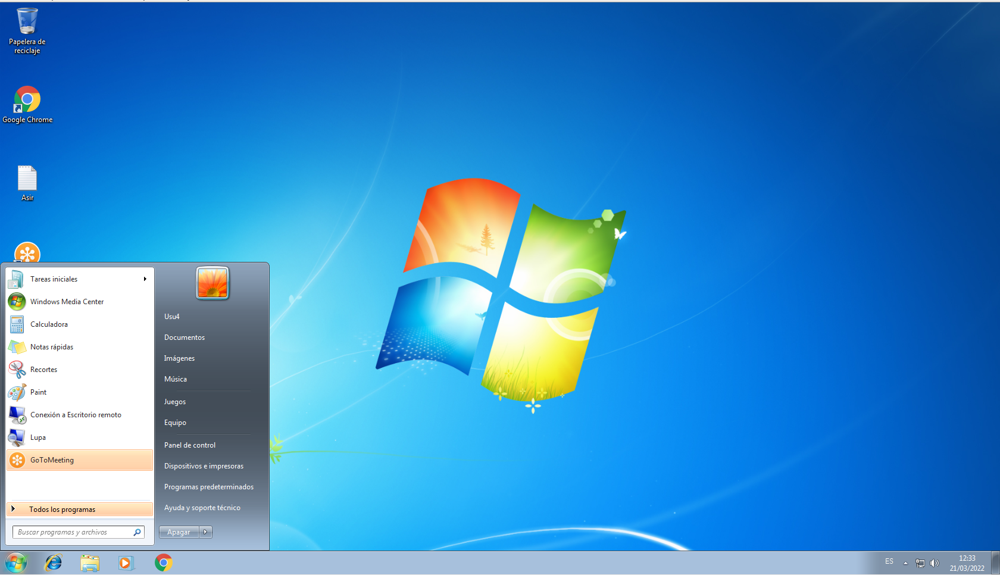 Papelera de
reciclaje
Google Chrome
Asir
Tareas iniciales
Windows Media Center
Calculadora
Notas rápidas
Recortes
Paint
Conexión a Escritorio remoto
Lupa
GoToMeeting
Todos los programas
Buscar programas y archivos
Usu4
Documentos
Imágenes
Música
Juegos
Equipo
Panel de control
Dispositivos e impresoras
Programas predeterminados
Ayuda y soporte técnico
Apagar
ES
12:33
21/03/2022